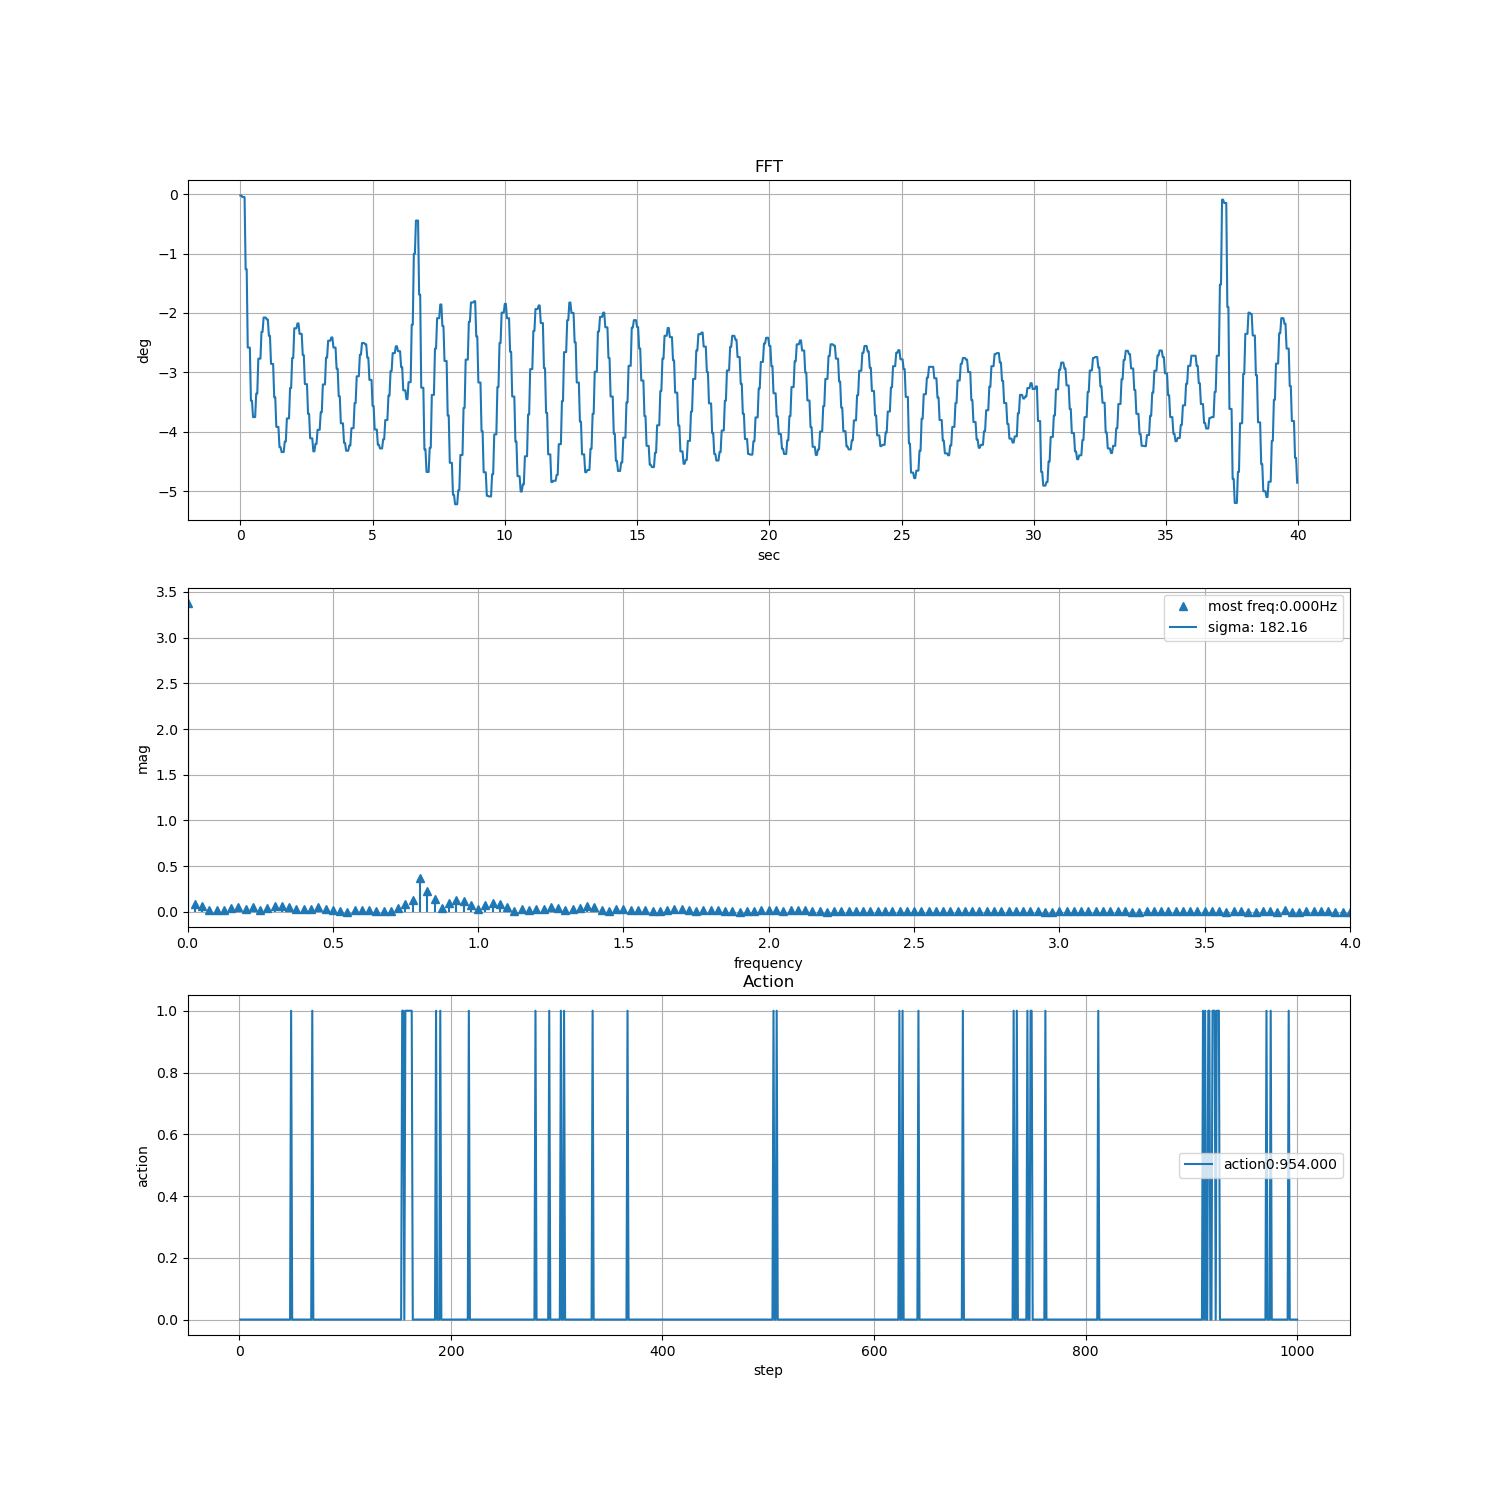 FFT
0
−1
−2
−3
−4
−5
deg
0 5 10 15 20 25 30 35 40
sec
3.5
3.0
2.5
2.0
1.5
1.0
0.5
0.0
mag
most freq:0.000Hz
sigma: 182.16
0.0 0.5 1.0 1.5 2.0 2.5 3.0 3.5 4.0
frequency
Action
1.0
0.8
0.6
0.4
0.2
0.0
action
action0:954.000
0 200 400 600 800 1000
step